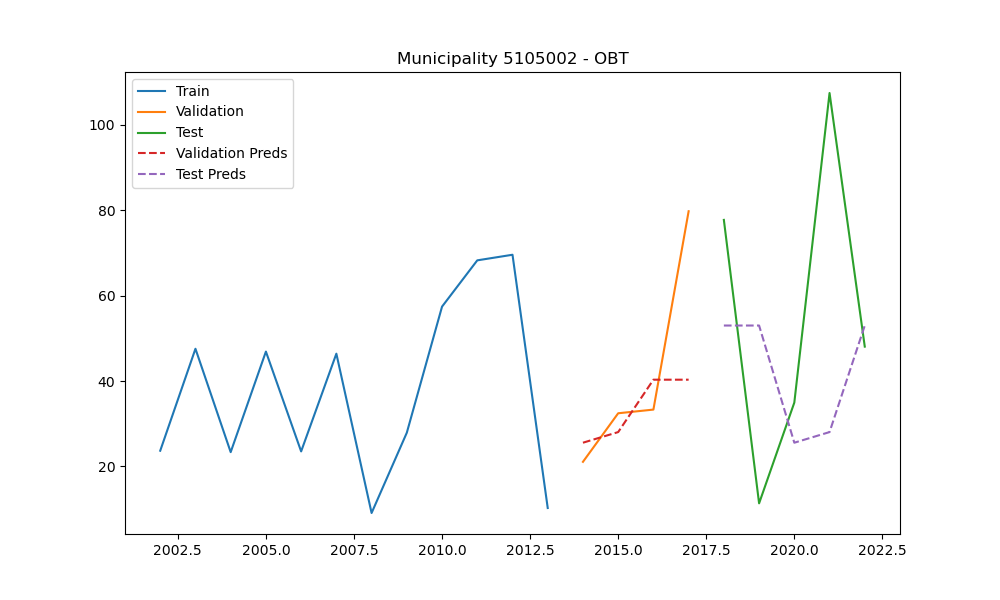 Municipality 5105002 - OBT
Train
Validation
Test
Validation Preds
Test Preds
100
80
60
40
20
2002.5 2005.0 2007.5 2010.0 2012.5 2015.0 2017.5 2020.0 2022.5